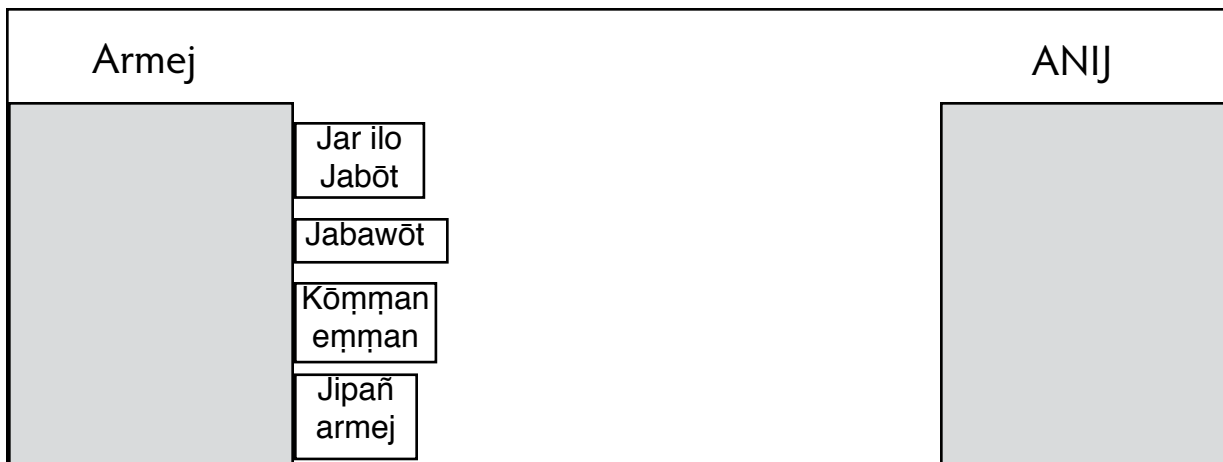 Armej
ANIJ
Jar ilo
Jabōt
Jabawōt
Kōṃṃan
eṃṃan
Jipañ
armej